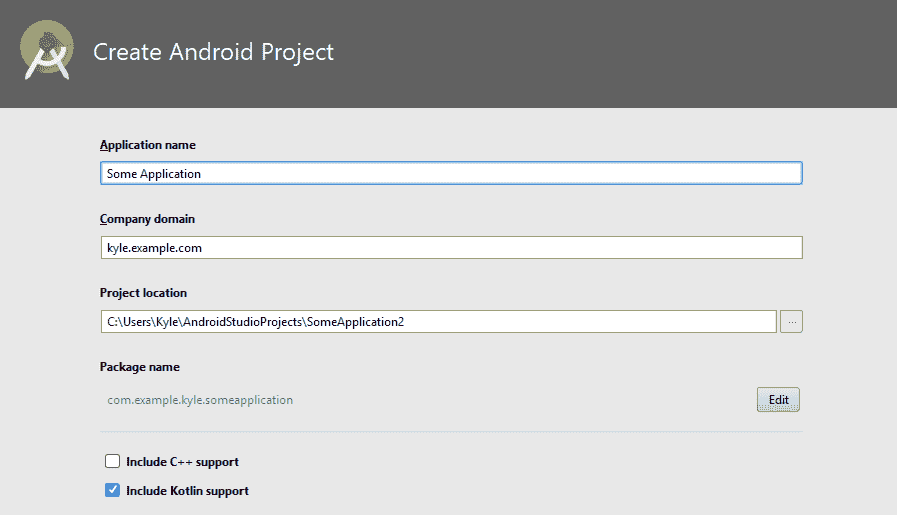 Create Android Project
Application name
Some Application
Company domain
kyle.example.com
Project location
C:\Users\Kyle\AndroidStudioProjects\SomeApplication2
...
Package name
com.example.kyle.someapplication
Edit
Include C++ support
Include Kotlin support